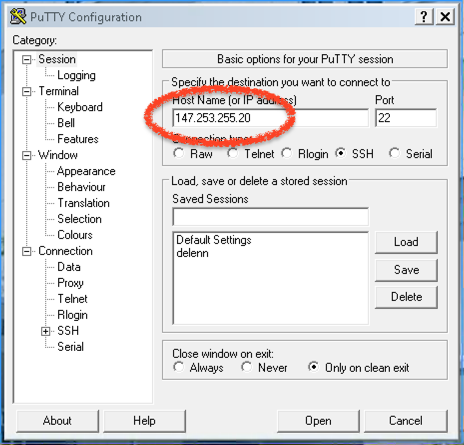 PuTTY Configuration
Category:
Session
Logging
Terminal
Keyboard
Bell
Features
Window
Appearance
Behaviour
Translation
Selection
Colours
Connection
Data
Proxy
Telnet
Rlogin
SSH
Serial
Basic options for your PuTTY session
Specify the destination you want to connect to
Host Name (or IP address) Port
147.253.255.20 22
Connection type:
Raw Telnet Rlogin SSH Serial
Load, save or delete a stored session
Saved Sessions
Default Settings
delenn
Load
Save
Delete
Close window on exit:
Always Never Only on clean exit
About Help Open Cancel